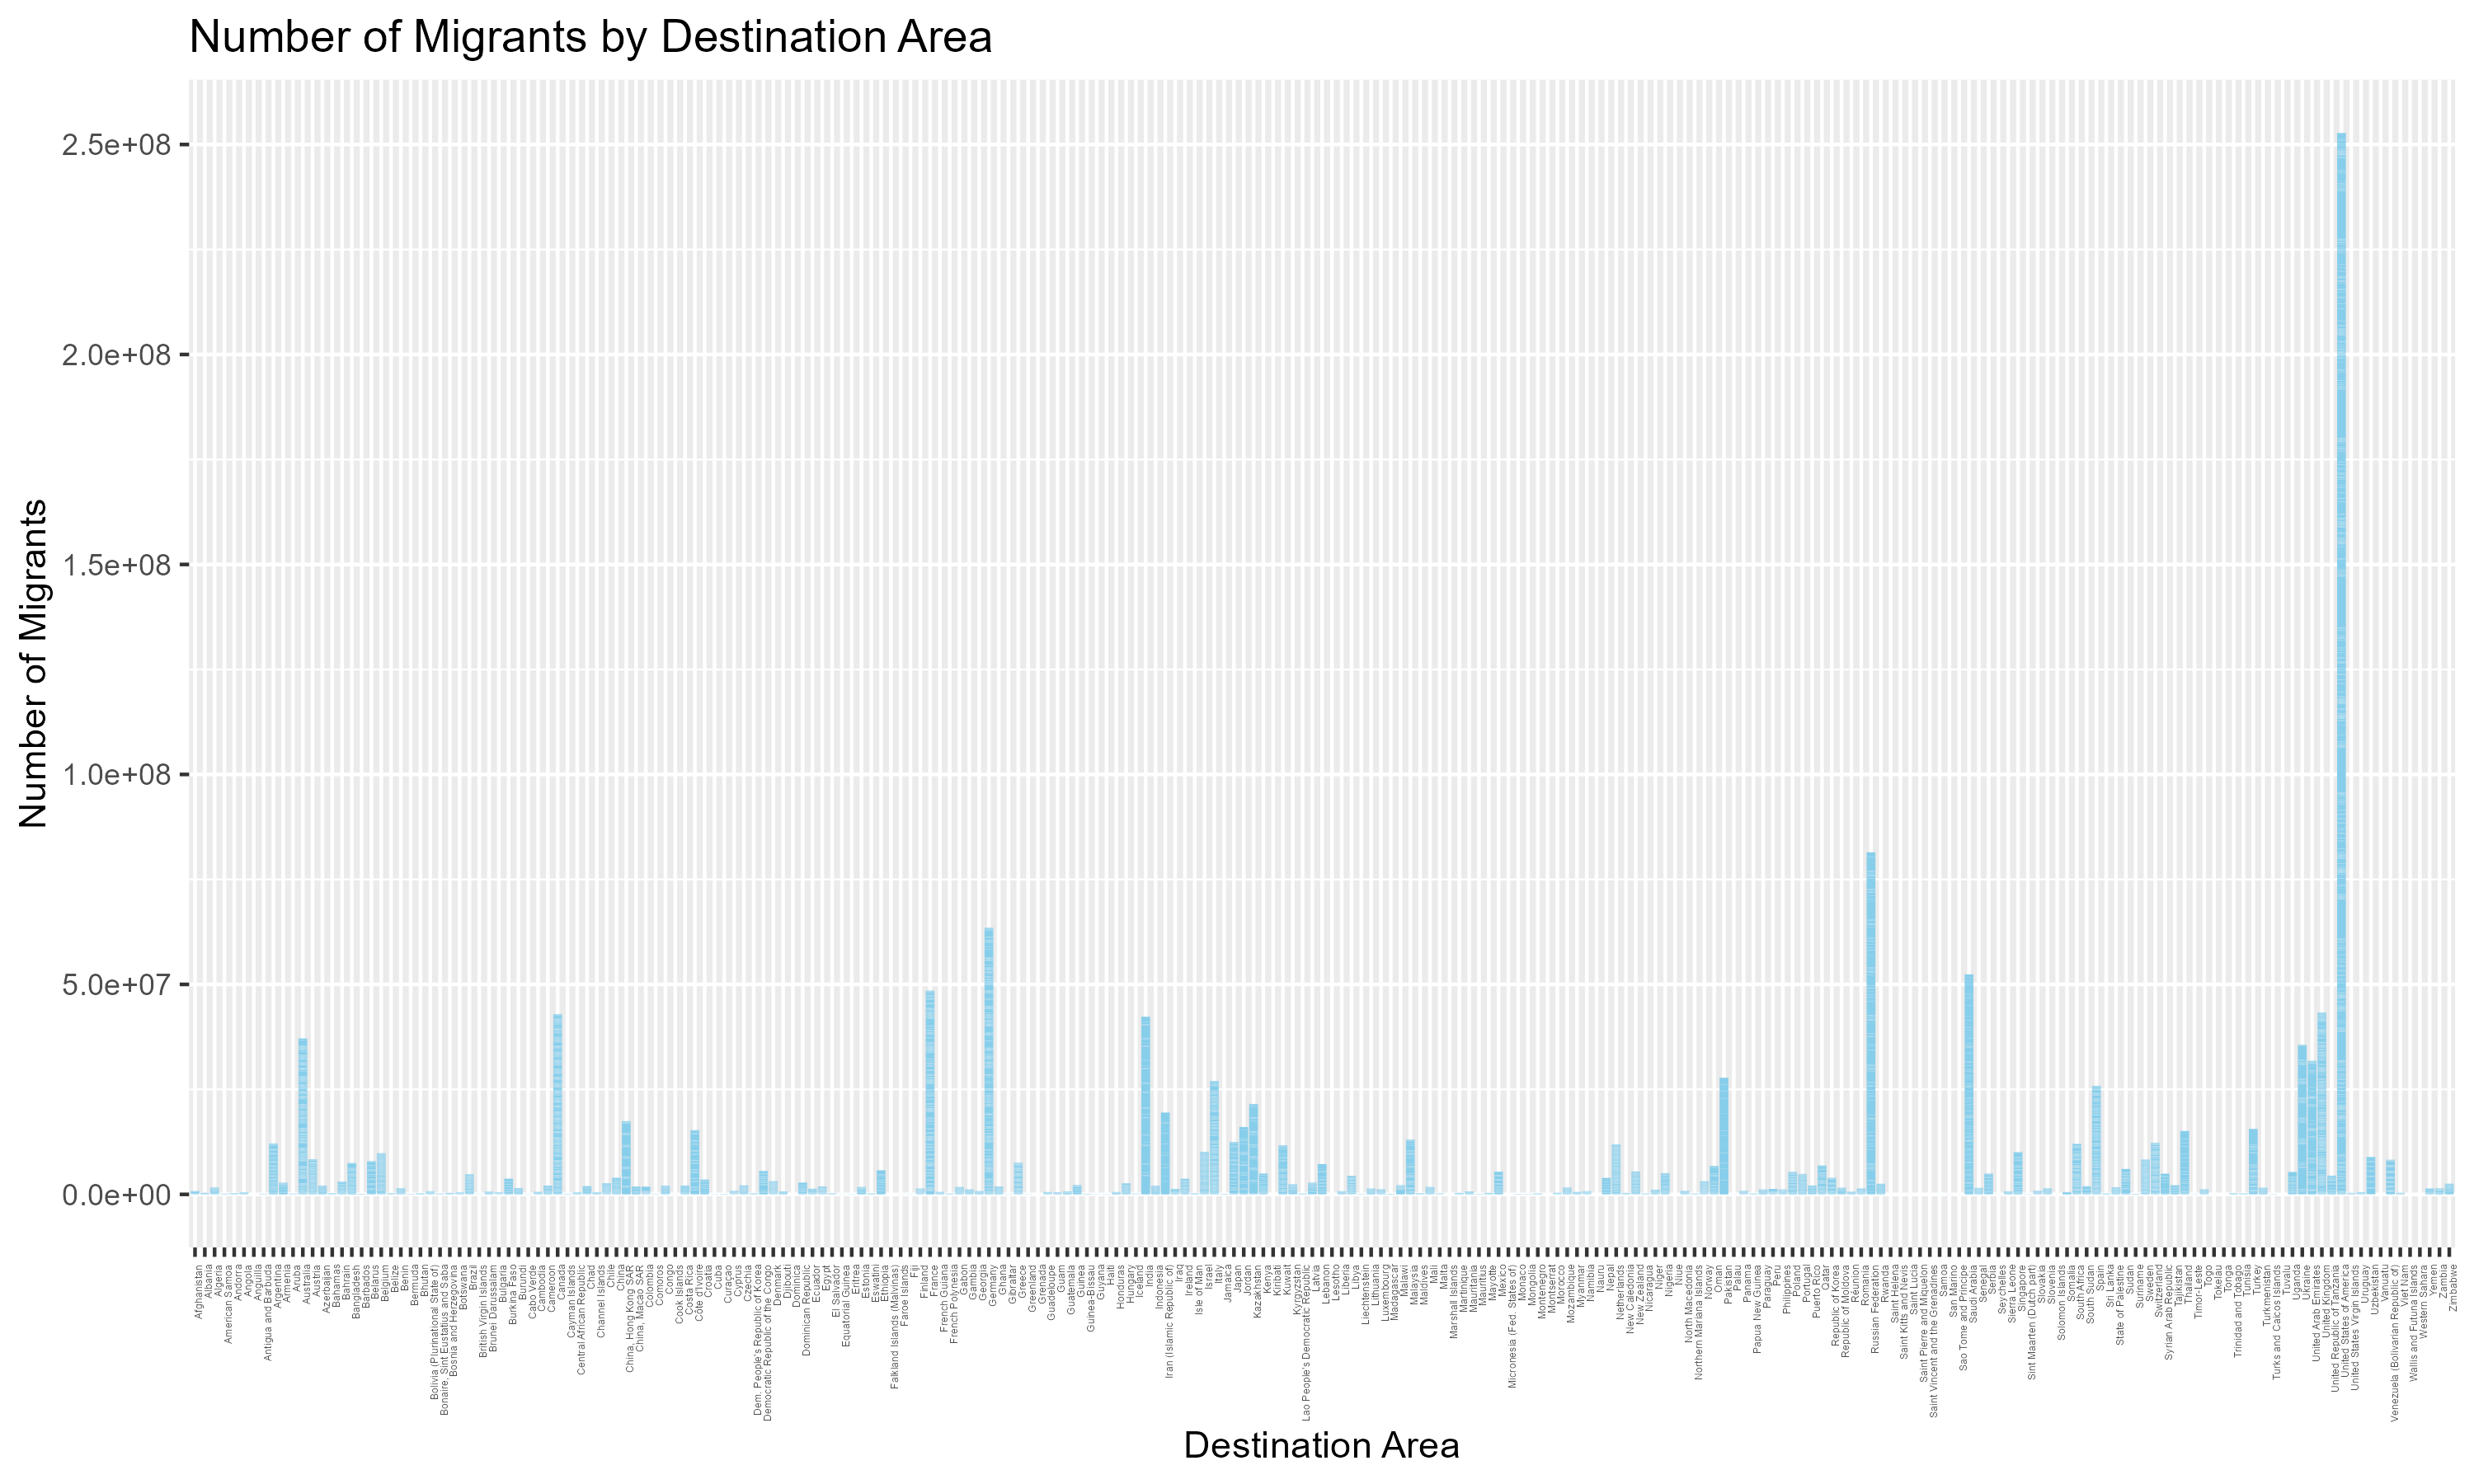 Number of Migrants by Destination Area
Number of Migrants
2.5e+08
2.0e+08
1.5e+08
1.0e+08
5.0e+07
0.0e+00
Afghanistan
Albania
Algeria
American Samoa
Andorra
Angola
Anguilla
Antigua and Barbuda
Argentina
Armenia
Aruba
Australia
Austria
Azerbaijan
Bahamas
Bahrain
Bangladesh
Barbados
Belarus
Belgium
Belize
Benin
Bermuda
Bhutan
Bolivia (Plurinational State of)
Bonaire, Sint Eustatius and Saba
Bosnia and Herzegovina
Botswana
Brazil
British Virgin Islands
Brunei Darussalam
Bulgaria
Burkina Faso
Burundi
Cabo Verde
Cambodia
Cameroon
Canada
Cayman Islands
Central African Republic
Chad
Channel Islands
Chile
China
China, Hong Kong SAR
China, Macao SAR
Colombia
Comoros
Congo
Cook Islands
Costa Rica
Côte d'Ivoire
Croatia
Cuba
Curaçao
Cyprus
Czechia
Dem. People's Republic of Korea
Democratic Republic of the Congo
Denmark
Djibouti
Dominica
Dominican Republic
Ecuador
Egypt
El Salvador
Equatorial Guinea
Eritrea
Estonia
Eswatini
Ethiopia
Falkland Islands (Malvinas)
Faroe Islands
Fiji
Finland
France
French Guiana
French Polynesia
Gabon
Gambia
Georgia
Germany
Ghana
Gibraltar
Greece
Greenland
Grenada
Guadeloupe
Guam
Guatemala
Guinea
Guinea-Bissau
Guyana
Haiti
Honduras
Hungary
Iceland
India
Indonesia
Iran (Islamic Republic of)
Iraq
Ireland
Isle of Man
Israel
Italy
Jamaica
Japan
Jordan
Kazakhstan
Kenya
Kiribati
Kuwait
Kyrgyzstan
Lao People's Democratic Republic
Latvia
Lebanon
Lesotho
Liberia
Libya
Liechtenstein
Lithuania
Luxembourg
Madagascar
Malawi
Malaysia
Maldives
Mali
Malta
Marshall Islands
Martinique
Mauritania
Mauritius
Mayotte
Mexico
Micronesia (Fed. States of)
Monaco
Mongolia
Montenegro
Montserrat
Morocco
Mozambique
Myanmar
Namibia
Nauru
Nepal
Netherlands
New Caledonia
New Zealand
Nicaragua
Niger
Nigeria
Niue
North Macedonia
Northern Mariana Islands
Norway
Oman
Pakistan
Palau
Panama
Papua New Guinea
Paraguay
Peru
Philippines
Poland
Portugal
Puerto Rico
Qatar
Republic of Korea
Republic of Moldova
Réunion
Romania
Russian Federation
Rwanda
Saint Helena
Saint Kitts and Nevis
Saint Lucia
Saint Pierre and Miquelon
Saint Vincent and the Grenadines
Samoa
San Marino
Sao Tome and Principe
Saudi Arabia
Senegal
Serbia
Seychelles
Sierra Leone
Singapore
Sint Maarten (Dutch part)
Slovakia
Slovenia
Solomon Islands
Somalia
South Africa
South Sudan
Spain
Sri Lanka
State of Palestine
Sudan
Suriname
Sweden
Switzerland
Syrian Arab Republic
Tajikistan
Thailand
Timor-Leste
Togo
Tokelau
Tonga
Trinidad and Tobago
Tunisia
Turkey
Turkmenistan
Turks and Caicos Islands
Tuvalu
Uganda
Ukraine
United Arab Emirates
United Kingdom
United Republic of Tanzania
United States of America
United States Virgin Islands
Uruguay
Uzbekistan
Vanuatu
Venezuela (Bolivarian Republic of)
Viet Nam
Wallis and Futuna Islands
Western Sahara
Yemen
Zambia
Zimbabwe
Destination Area